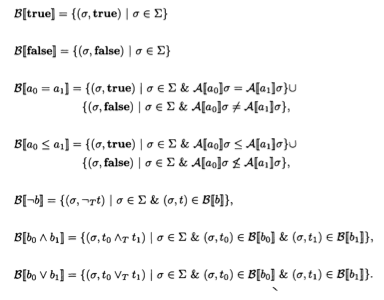 ℬ⟦true⟧ = {(σ, true) | σ ∈ Σ}
ℬ⟦false⟧ = {(σ, false) | σ ∈ Σ}
ℬ⟦a₀ = a₁⟧ = {(σ, true) | σ ∈ Σ & 𝒜⟦a₀⟧σ = 𝒜⟦a₁⟧σ}∪
{(σ, false) | σ ∈ Σ & 𝒜⟦a₀⟧σ ≠ 𝒜⟦a₁⟧σ},
ℬ⟦a₀ ≤ a₁⟧ = {(σ, true) | σ ∈ Σ & 𝒜⟦a₀⟧σ ≤ 𝒜⟦a₁⟧σ}∪
{(σ, false) | σ ∈ Σ & 𝒜⟦a₀⟧σ ≰ 𝒜⟦a₁⟧σ},
ℬ⟦¬b⟧ = {(σ, ¬_T t) | σ ∈ Σ & (σ, t) ∈ ℬ⟦b⟧},
ℬ⟦b₀ ∧ b₁⟧ = {(σ, t₀ ∧_T t₁) | σ ∈ Σ & (σ, t₀) ∈ ℬ⟦b₀⟧ & (σ, t₁) ∈ ℬ⟦b₁⟧},
ℬ⟦b₀ ∨ b₁⟧ = {(σ, t₀ ∨_T t₁) | σ ∈ Σ & (σ, t₀) ∈ ℬ⟦b₀⟧ & (σ, t₁) ∈ ℬ⟦b₁⟧}.